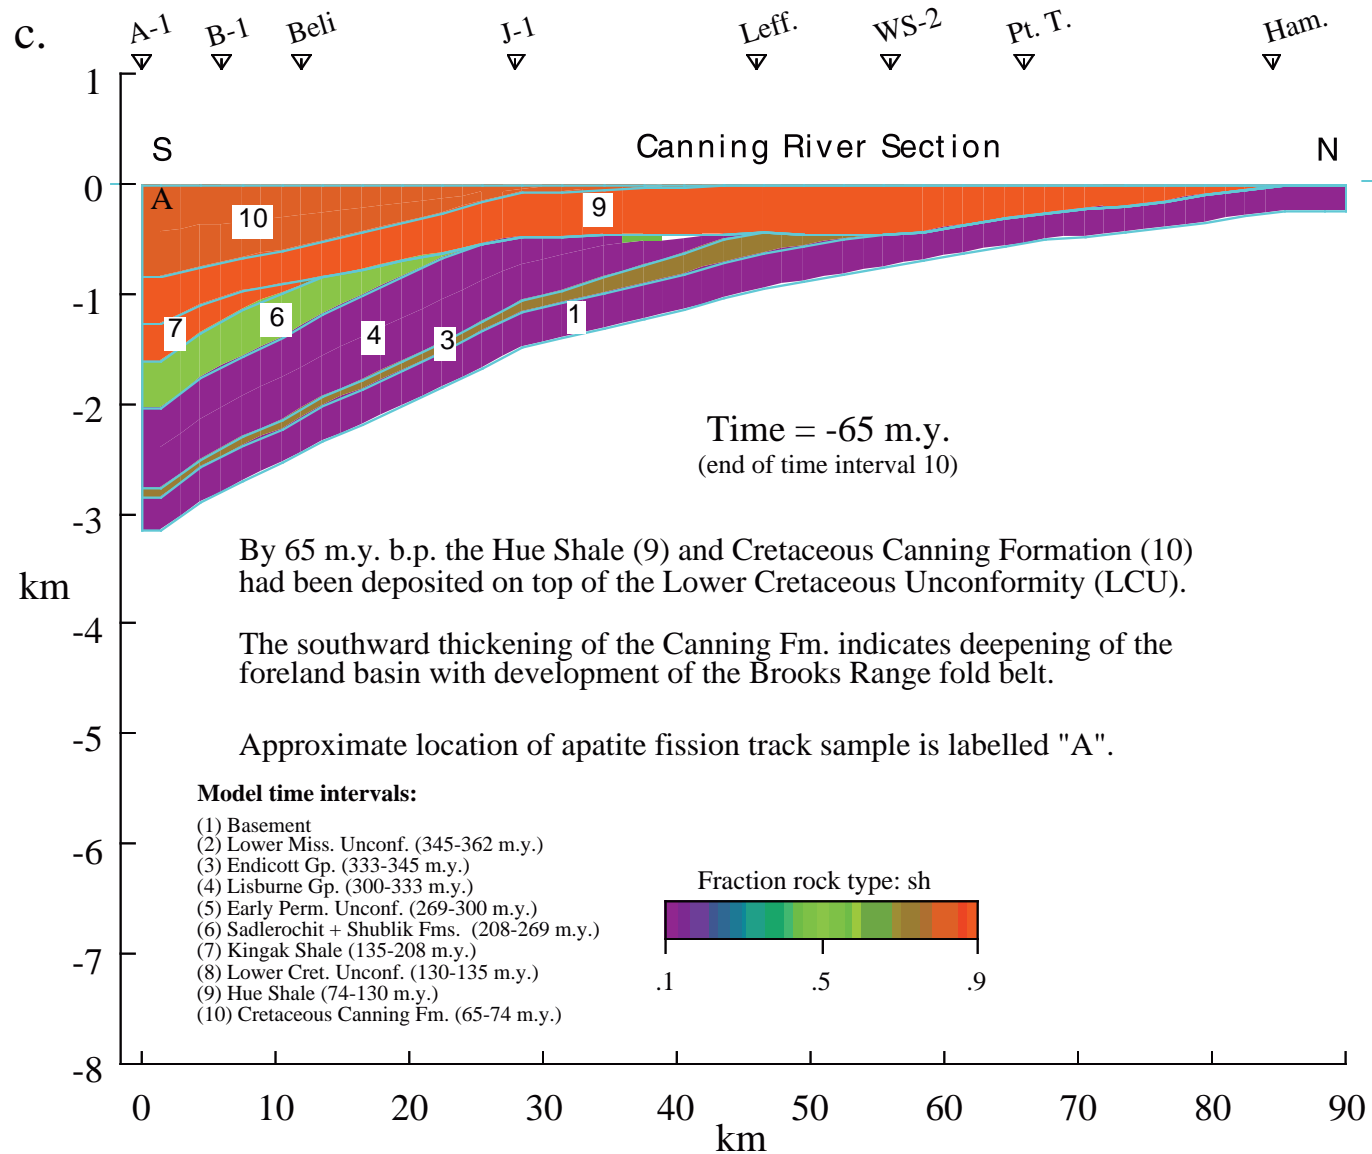 c.
A-1 B-1 Beli J-1 Leff. WS-2 Pt. T. Ham.
1
S Canning River Section N
0
A
10
9
-1
7
6
4
3
1
-2
Time = -65 m.y.
(end of time interval 10)
-3
By 65 m.y. b.p. the Hue Shale (9) and Cretaceous Canning Formation (10)
had been deposited on top of the Lower Cretaceous Unconformity (LCU).
km
-4
The southward thickening of the Canning Fm. indicates deepening of the
foreland basin with development of the Brooks Range fold belt.
-5
Approximate location of apatite fission track sample is labelled "A".
Model time intervals:
(1) Basement
(2) Lower Miss. Unconf. (345-362 m.y.)
(3) Endicott Gp. (333-345 m.y.)
(4) Lisburne Gp. (300-333 m.y.)
(5) Early Perm. Unconf. (269-300 m.y.)
(6) Sadlerochit + Shublik Fms. (208-269 m.y.)
(7) Kingak Shale (135-208 m.y.)
(8) Lower Cret. Unconf. (130-135 m.y.)
(9) Hue Shale (74-130 m.y.)
(10) Cretaceous Canning Fm. (65-74 m.y.)
Fraction rock type: sh
.1 .5 .9
-6
-7
-8
0 10 20 30 40 50 60 70 80 90
km